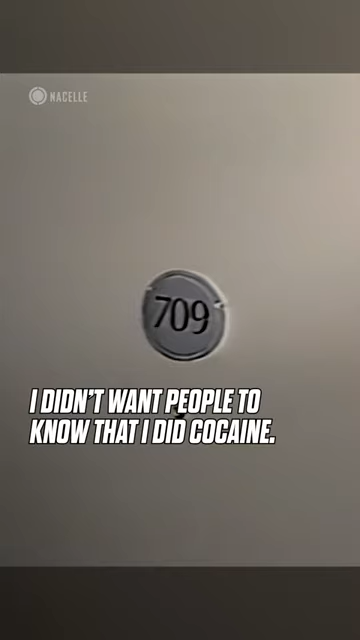 NACELLE
709
I DIDN'T WANT PEOPLE TO
KNOW THAT I DID COCAINE.